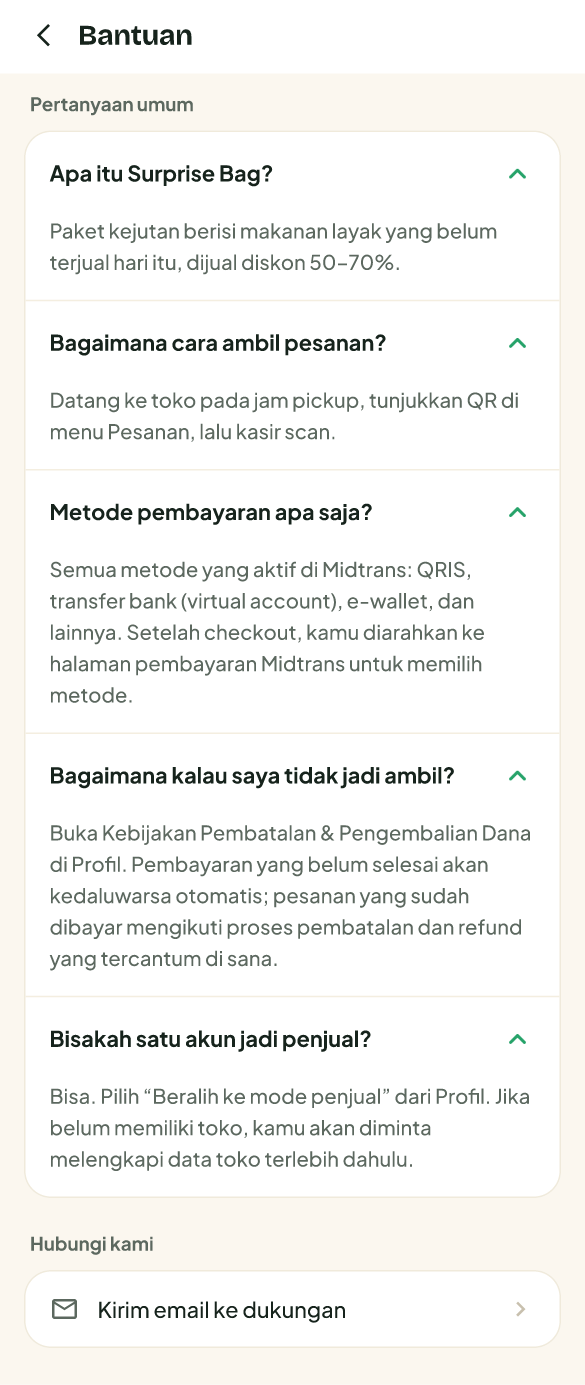 Bantuan
Pertanyaan umum
Apa itu Surprise Bag?
Paket kejutan berisi makanan layak yang belum
terjual hari itu, dijual diskon 50–70%.
Bagaimana cara ambil pesanan?
Datang ke toko pada jam pickup, tunjukkan QR di
menu Pesanan, lalu kasir scan.
Metode pembayaran apa saja?
Semua metode yang aktif di Midtrans: QRIS,
transfer bank (virtual account), e-wallet, dan
lainnya. Setelah checkout, kamu diarahkan ke
halaman pembayaran Midtrans untuk memilih
metode.
Bagaimana kalau saya tidak jadi ambil?
Buka Kebijakan Pembatalan & Pengembalian Dana
di Profil. Pembayaran yang belum selesai akan
kedaluwarsa otomatis; pesanan yang sudah
dibayar mengikuti proses pembatalan dan refund
yang tercantum di sana.
Bisakah satu akun jadi penjual?
Bisa. Pilih “Beralih ke mode penjual” dari Profil. Jika
belum memiliki toko, kamu akan diminta
melengkapi data toko terlebih dahulu.
Hubungi kami
Kirim email ke dukungan